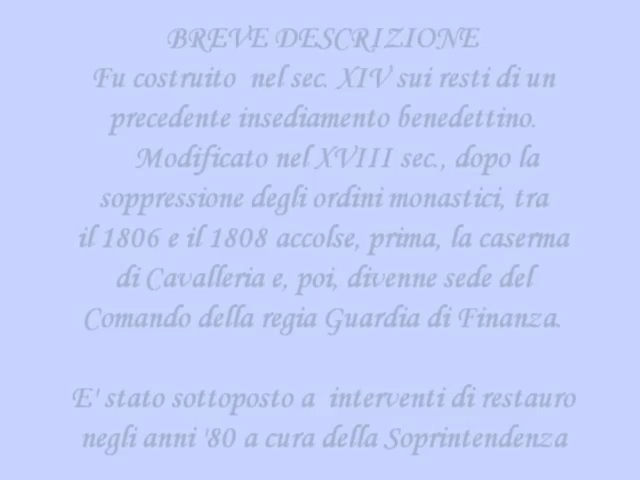 BREVE DESCRIZIONE
Fu costruito nel sec. XIV sui resti di un
precedente insediamento benedettino.
Modificato nel XVIII sec., dopo la
soppressione degli ordini monastici, tra
il 1806 e il 1808 accolse, prima, la caserma
di Cavalleria e, poi, divenne sede del
Comando della regia Guardia di Finanza.
E' stato sottoposto a interventi di restauro
negli anni '80 a cura della Soprintendenza